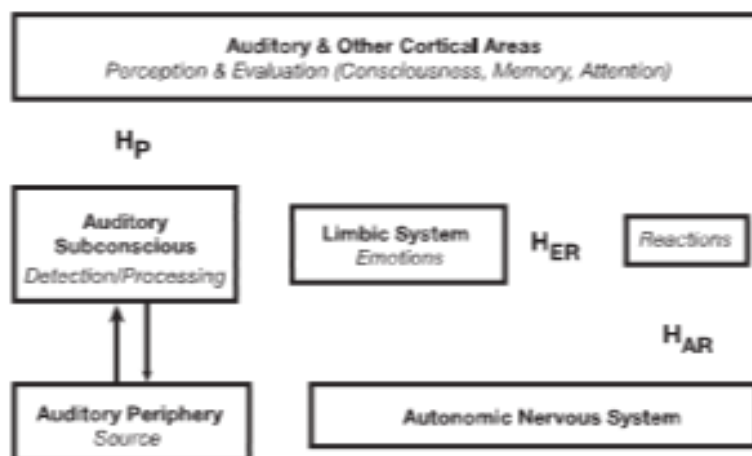 Auditory & Other Cortical Areas
Perception & Evaluation (Consciousness, Memory, Attention)
HP
Auditory
Subconscious
Detection/Processing
Limbic System
Emotions
HER
Reactions
HAR
Auditory Periphery
Source
Autonomic Nervous System